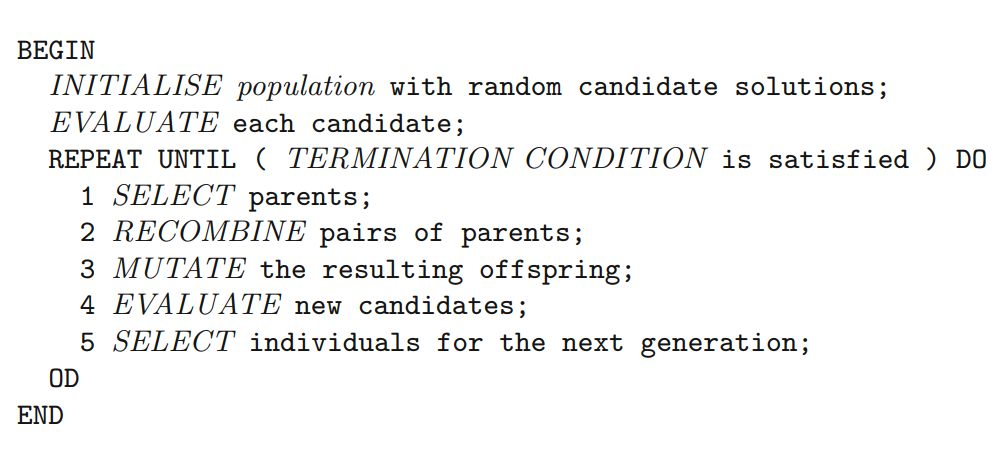 BEGIN
INITIALISE population with random candidate solutions;
EVALUATE each candidate;
REPEAT UNTIL ( TERMINATION CONDITION is satisfied ) DO
1 SELECT parents;
2 RECOMBINE pairs of parents;
3 MUTATE the resulting offspring;
4 EVALUATE new candidates;
5 SELECT individuals for the next generation;
OD
END